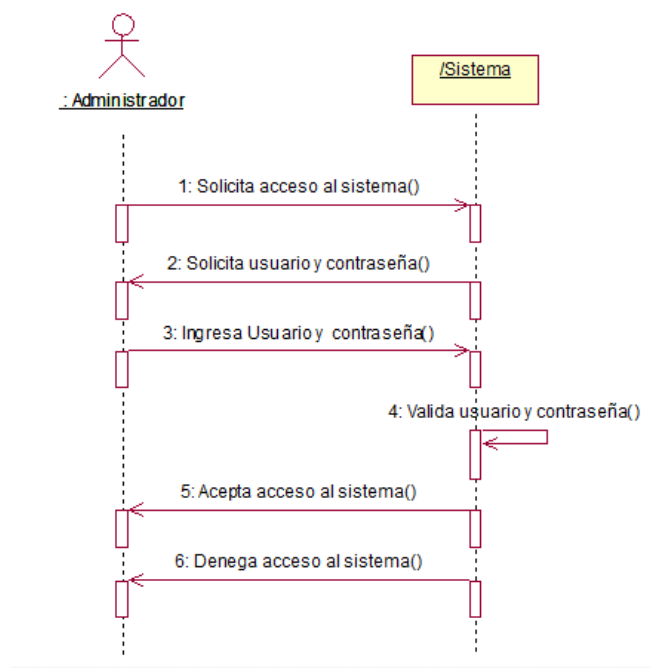 /Sistema
: Administrador
1: Solicita acceso al sistema()
2: Solicita usuario y contraseña()
3: Ingresa Usuario y contraseña()
4: Valida usuario y contraseña()
5: Acepta acceso al sistema()
6: Denega acceso al sistema()